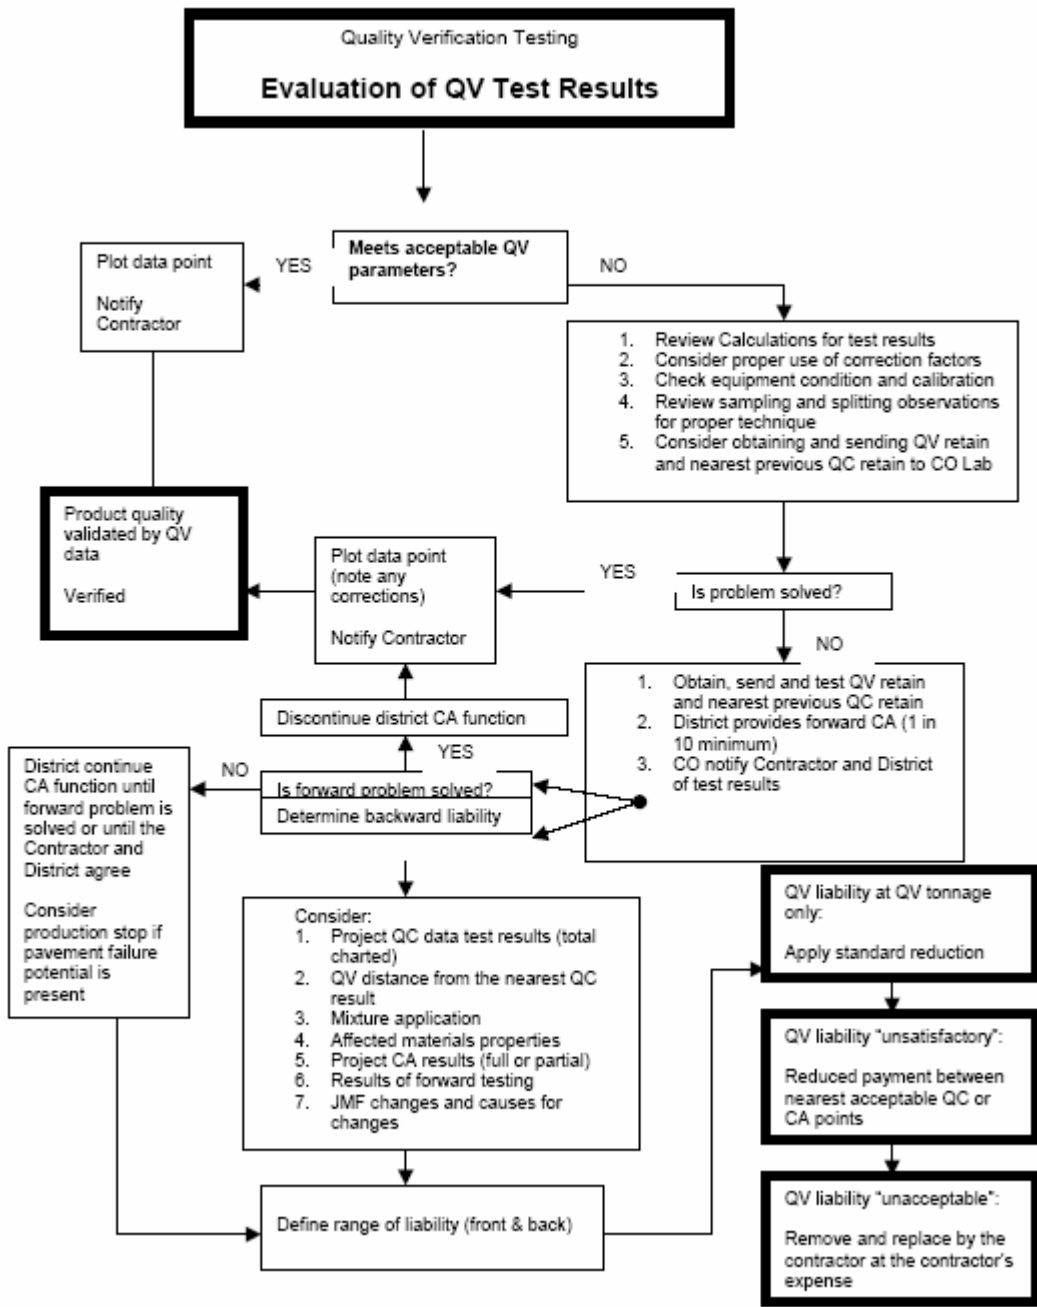 Quality Verification Testing
Evaluation of QV Test Results
Meets acceptable QV
parameters?
YES
NO
Plot data point
Notify
Contractor
1. Review Calculations for test results
2. Consider proper use of correction factors
3. Check equipment condition and calibration
4. Review sampling and splitting observations
for proper technique
5. Consider obtaining and sending QV retain
and nearest previous QC retain to CO Lab
Product quality
validated by QV
data
Verified
Plot data point
(note any
corrections)
Notify Contractor
YES
Is problem solved?
NO
1. Obtain, send and test QV retain
and nearest previous QC retain
2. District provides forward CA (1 in
10 minimum)
3. CO notify Contractor and District
of test results
Discontinue district CA function
YES
NO
Is forward problem solved?
Determine backward liability
District continue
CA function until
forward problem is
solved or until the
Contractor and
District agree
Consider
production stop if
pavement failure
potential is
present
Consider:
1. Project QC data test results (total
charted)
2. QV distance from the nearest QC
result
3. Mixture application
4. Affected materials properties
5. Project CA results (full or partial)
6. Results of forward testing
7. JMF changes and causes for
changes
Define range of liability (front & back)
QV liability at QV tonnage
only:
Apply standard reduction
QV liability "unsatisfactory":
Reduced payment between
nearest acceptable QC or
CA points
QV liability "unacceptable":
Remove and replace by the
contractor at the contractor's
expense